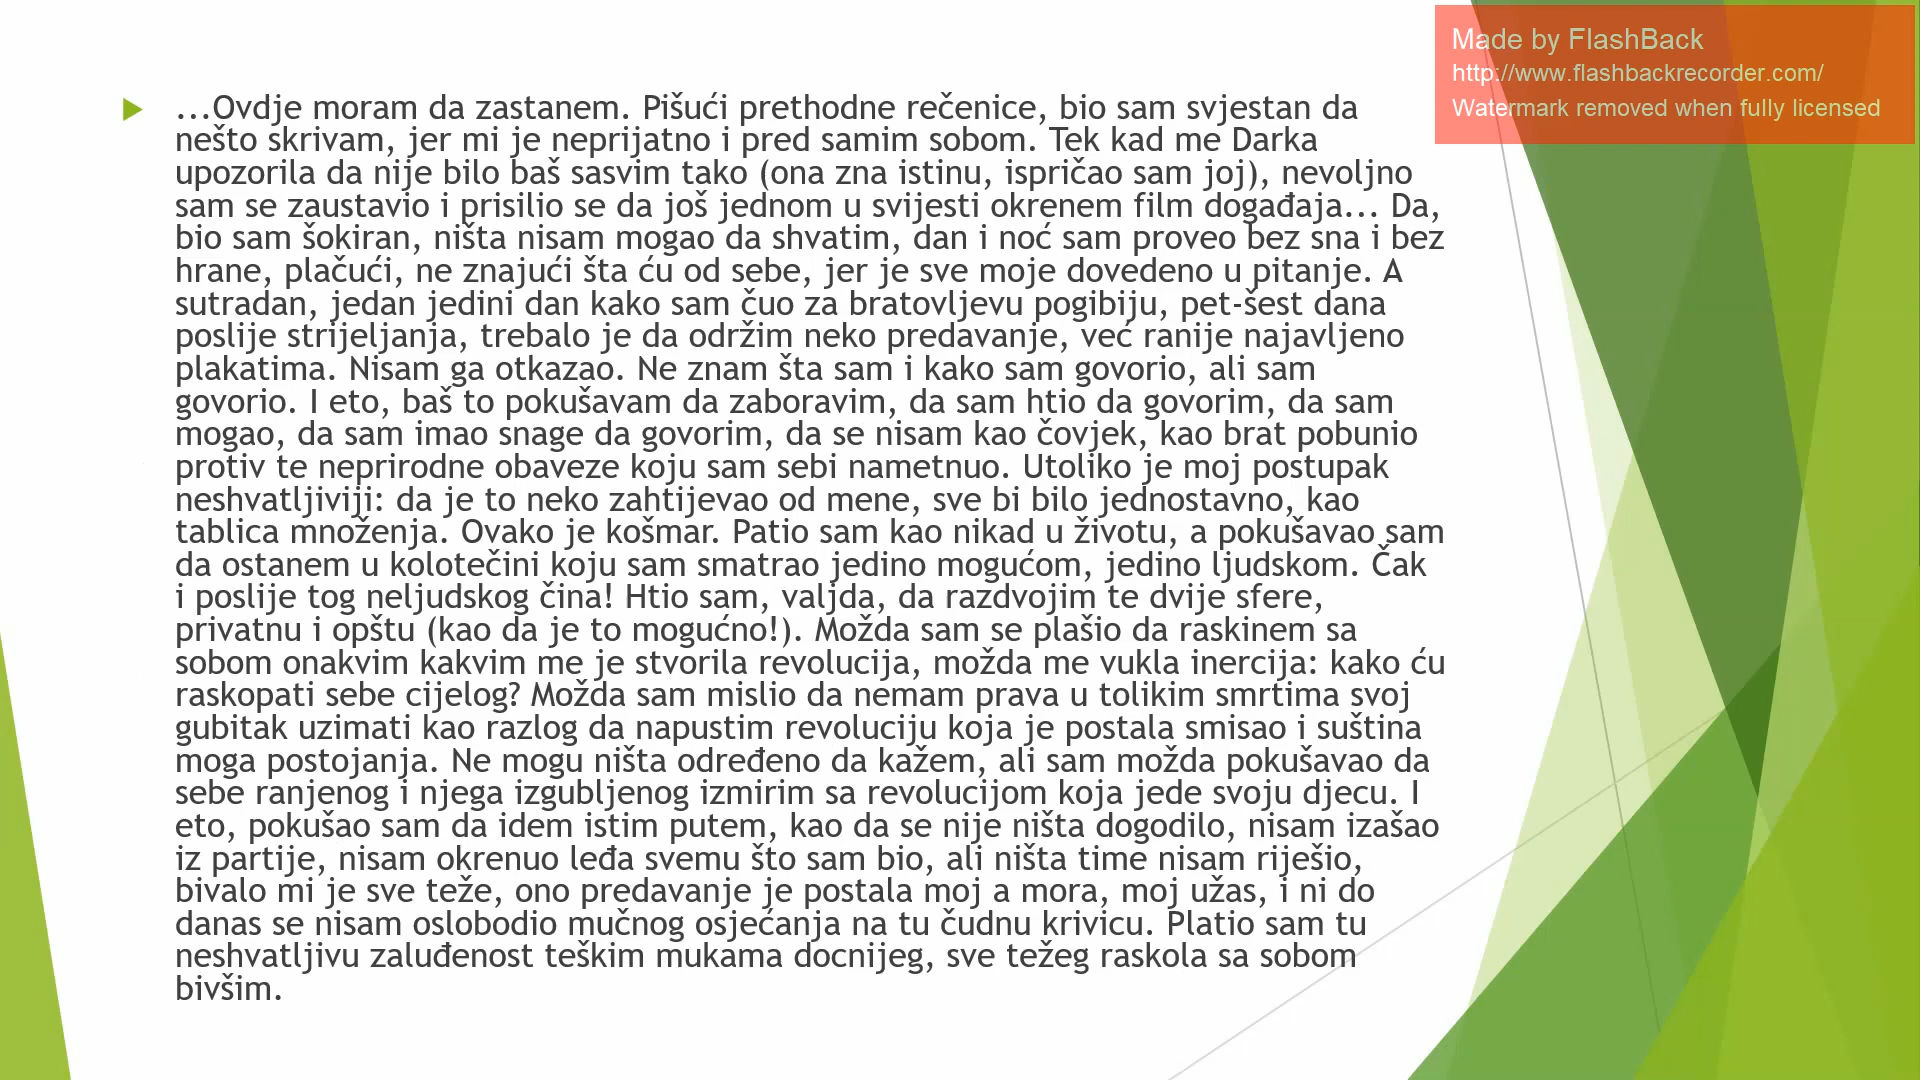 Made by FlashBack
http://www.flashbackrecorder.com/
Watermark removed when fully licensed
...Ovdje moram da zastanem. Pišući prethodne rečenice, bio sam svjestan da
nešto skrivam, jer mi je neprijatno i pred samim sobom. Tek kad me Darka
upozorila da nije bilo baš sasvim tako (ona zna istinu, ispričao sam joj), nevoljno
sam se zaustavio i prisilio se da još jednom u svijesti okrenem film događaja... Da,
bio sam šokiran, ništa nisam mogao da shvatim, dan i noć sam proveo bez sna i bez
hrane, plačući, ne znajući šta ću od sebe, jer je sve moje dovedeno u pitanje. A
sutradan, jedan jedini dan kako sam čuo za bratovljevu pogibiju, pet-šest dana
poslije strijeljanja, trebalo je da održim neko predavanje, već ranije najavljeno
plakatima. Nisam ga otkazao. Ne znam šta sam i kako sam govorio, ali sam
govorio. I eto, baš to pokušavam da zaboravim, da sam htio da govorim, da sam
mogao, da sam imao snage da govorim, da se nisam kao čovjek, kao brat pobunio
protiv te neprirodne obaveze koju sam sebi nametnuo. Utoliko je moj postupak
neshvatljiviji: da je to neko zahtijevao od mene, sve bi bilo jednostavno, kao
tablica množenja. Ovako je košmar. Patio sam kao nikad u životu, a pokušavao sam
da ostanem u kolotečini koju sam smatrao jedino mogućom, jedino ljudskom. Čak
i poslije tog neljudskog čina! Htio sam, valjda, da razdvojim te dvije sfere,
privatnu i opštu (kao da je to mogućno!). Možda sam se plašio da raskinem sa
sobom onakvim kakvim me je stvorila revolucija, možda me vukla inercija: kako ću
raskopati sebe cijelog? Možda sam mislio da nemam prava u tolikim smrtima svoj
gubitak uzimati kao razlog da napustim revoluciju koja je postala smisao i suština
moga postojanja. Ne mogu ništa određeno da kažem, ali sam možda pokušavao da
sebe ranjenog i njega izgubljenog izmirim sa revolucijom koja jede svoju djecu. I
eto, pokušao sam da idem istim putem, kao da se nije ništa dogodilo, nisam izašao
iz partije, nisam okrenuo leđa svemu što sam bio, ali ništa time nisam riješio,
bivalo mi je sve teže, ono predavanje je postala moj a mora, moj užas, i ni do
danas se nisam oslobodio mučnog osjećanja na tu čudnu krivicu. Platio sam tu
neshvatljivu zaluđenost teškim mukama docnijeg, sve težeg raskola sa sobom
bivšim.